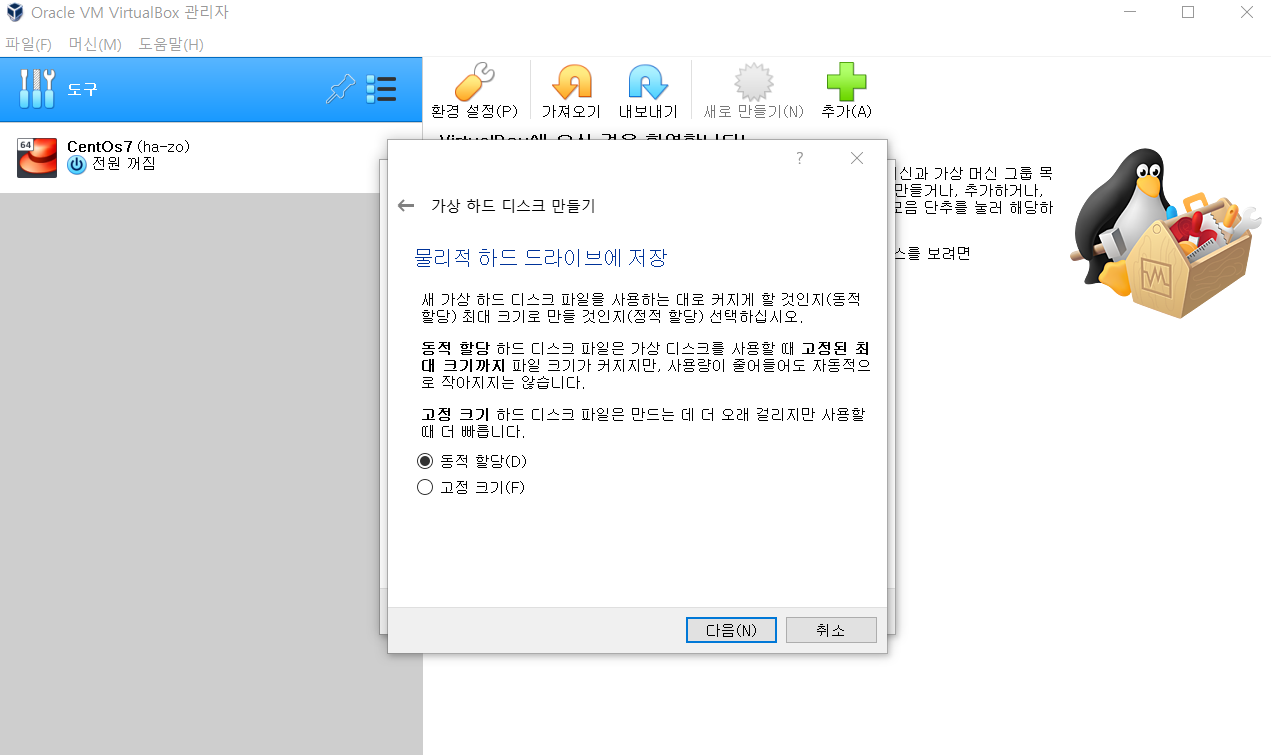 Oracle VM VirtualBox 관리자
파일(F) 머신(M) 도움말(H)
도구
환경 설정(P) 가져오기 내보내기 새로 만들기(N) 추가(A)
64
CentOs7 (ha-zo)
전원 꺼짐
VirtualBox에 오신 것을 환영합니다!
신과 가상 머신 그룹 목
만들거나, 추가하거나,
모음 단추를 눌러 해당하
스를 보려면
?
가상 하드 디스크 만들기
물리적 하드 드라이브에 저장
새 가상 하드 디스크 파일을 사용하는 대로 커지게 할 것인지(동적
할당) 최대 크기로 만들 것인지(정적 할당) 선택하십시오.
동적 할당 하드 디스크 파일은 가상 디스크를 사용할 때 고정된 최
대 크기까지 파일 크기가 커지지만, 사용량이 줄어들어도 자동적으
로 작아지지는 않습니다.
고정 크기 하드 디스크 파일은 만드는 데 더 오래 걸리지만 사용할
때 더 빠릅니다.
동적 할당(D)
고정 크기(F)
다음(N) 취소